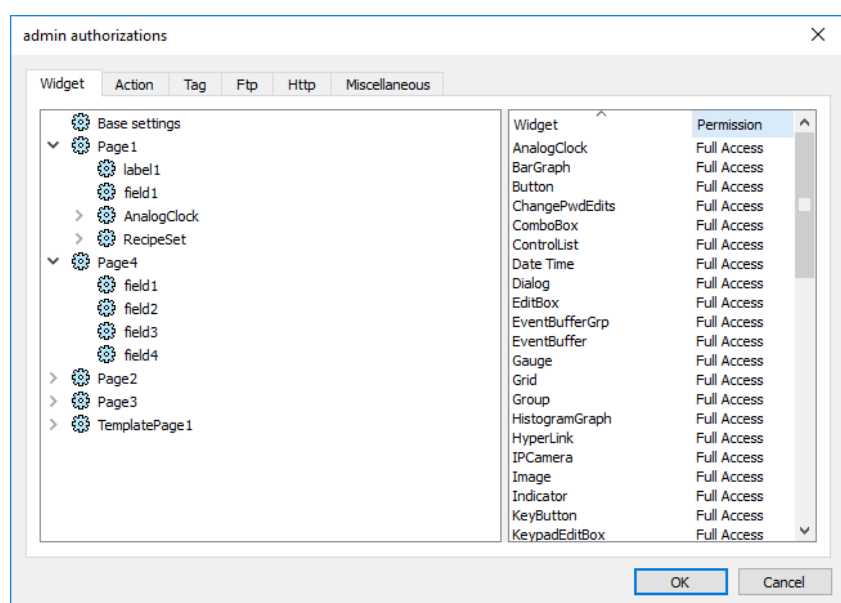 admin authorizations
Widget Action Tag Ftp Http Miscellaneous
Base settings
Page1
label1
field1
AnalogClock
RecipeSet
Page4
field1
field2
field3
field4
Page2
Page3
TemplatePage1
Widget Permission
AnalogClock Full Access
BarGraph Full Access
Button Full Access
ChangePwdEdits Full Access
ComboBox Full Access
ControlList Full Access
Date Time Full Access
Dialog Full Access
EditBox Full Access
EventBufferGrp Full Access
EventBuffer Full Access
Gauge Full Access
Grid Full Access
Group Full Access
HistogramGraph Full Access
HyperLink Full Access
IPCamera Full Access
Image Full Access
Indicator Full Access
KeyButton Full Access
KeypadEditBox Full Access
OK Cancel